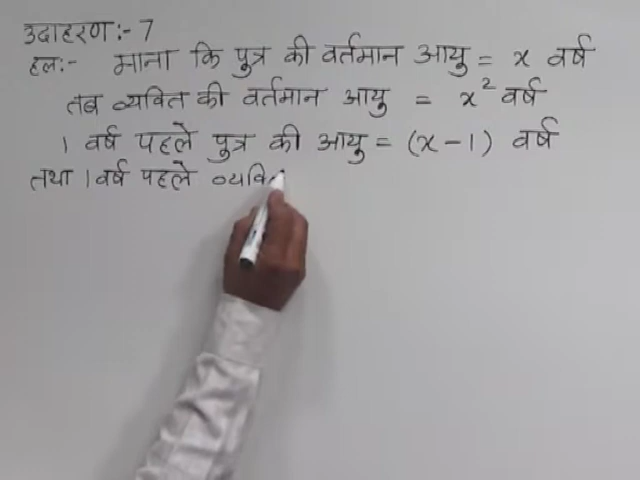 उदाहरण:- 7
हल:- माना कि पुत्र की वर्तमान आयु = x वर्ष
तब व्यक्ति की वर्तमान आयु = x² वर्ष
1 वर्ष पहले पुत्र की आयु = (x - 1) वर्ष
तथा 1 वर्ष पहले